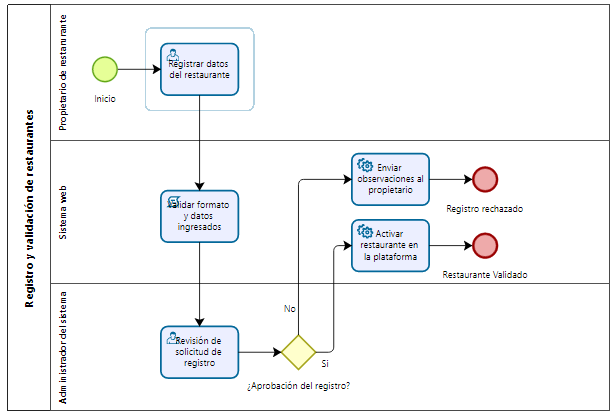 Registro y validación de restaurantes
Propietario de restaurante
Inicio
Registrar datos
del restaurante
Sistema web
Validar formato
y datos
ingresados
Enviar
observaciones al
propietario
Registro rechazado
Activar
restaurante en
la plataforma
Restaurante Validado
Administrador del sistema
Revisión de
solicitud de
registro
¿Aprobación del registro?
No
Si